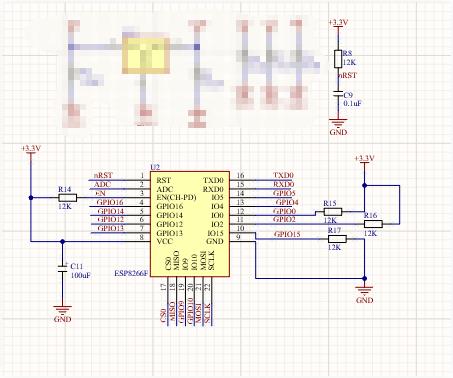 +3.3V
R8
12K
nRST
C9
0.1uF
GND
+3.3V
+3.3V
U2
nRST 1 RST TXD0 16 TXD0
ADC 2 ADC RXD0 15 RXD0
R14 EN 3 EN(CH-PD) IO5 14 GPIO5
12K GPIO16 4 GPIO16 IO4 13 GPIO4
GPIO14 5 GPIO14 IO0 12 GPIO0 R15 12K
GPIO12 6 GPIO12 IO2 11 GPIO2 R16 12K
GPIO13 7 GPIO13 IO15 10 GPIO15 R17 12K
8 VCC GND 9
CS0 MISO IO9 IO10 MOSI SCLK
C11
100uF
ESP8266F
17 18 19 20 21 22
CS0 MISO GPIO9 GPIO10 MOSI SCLK
GND
GND